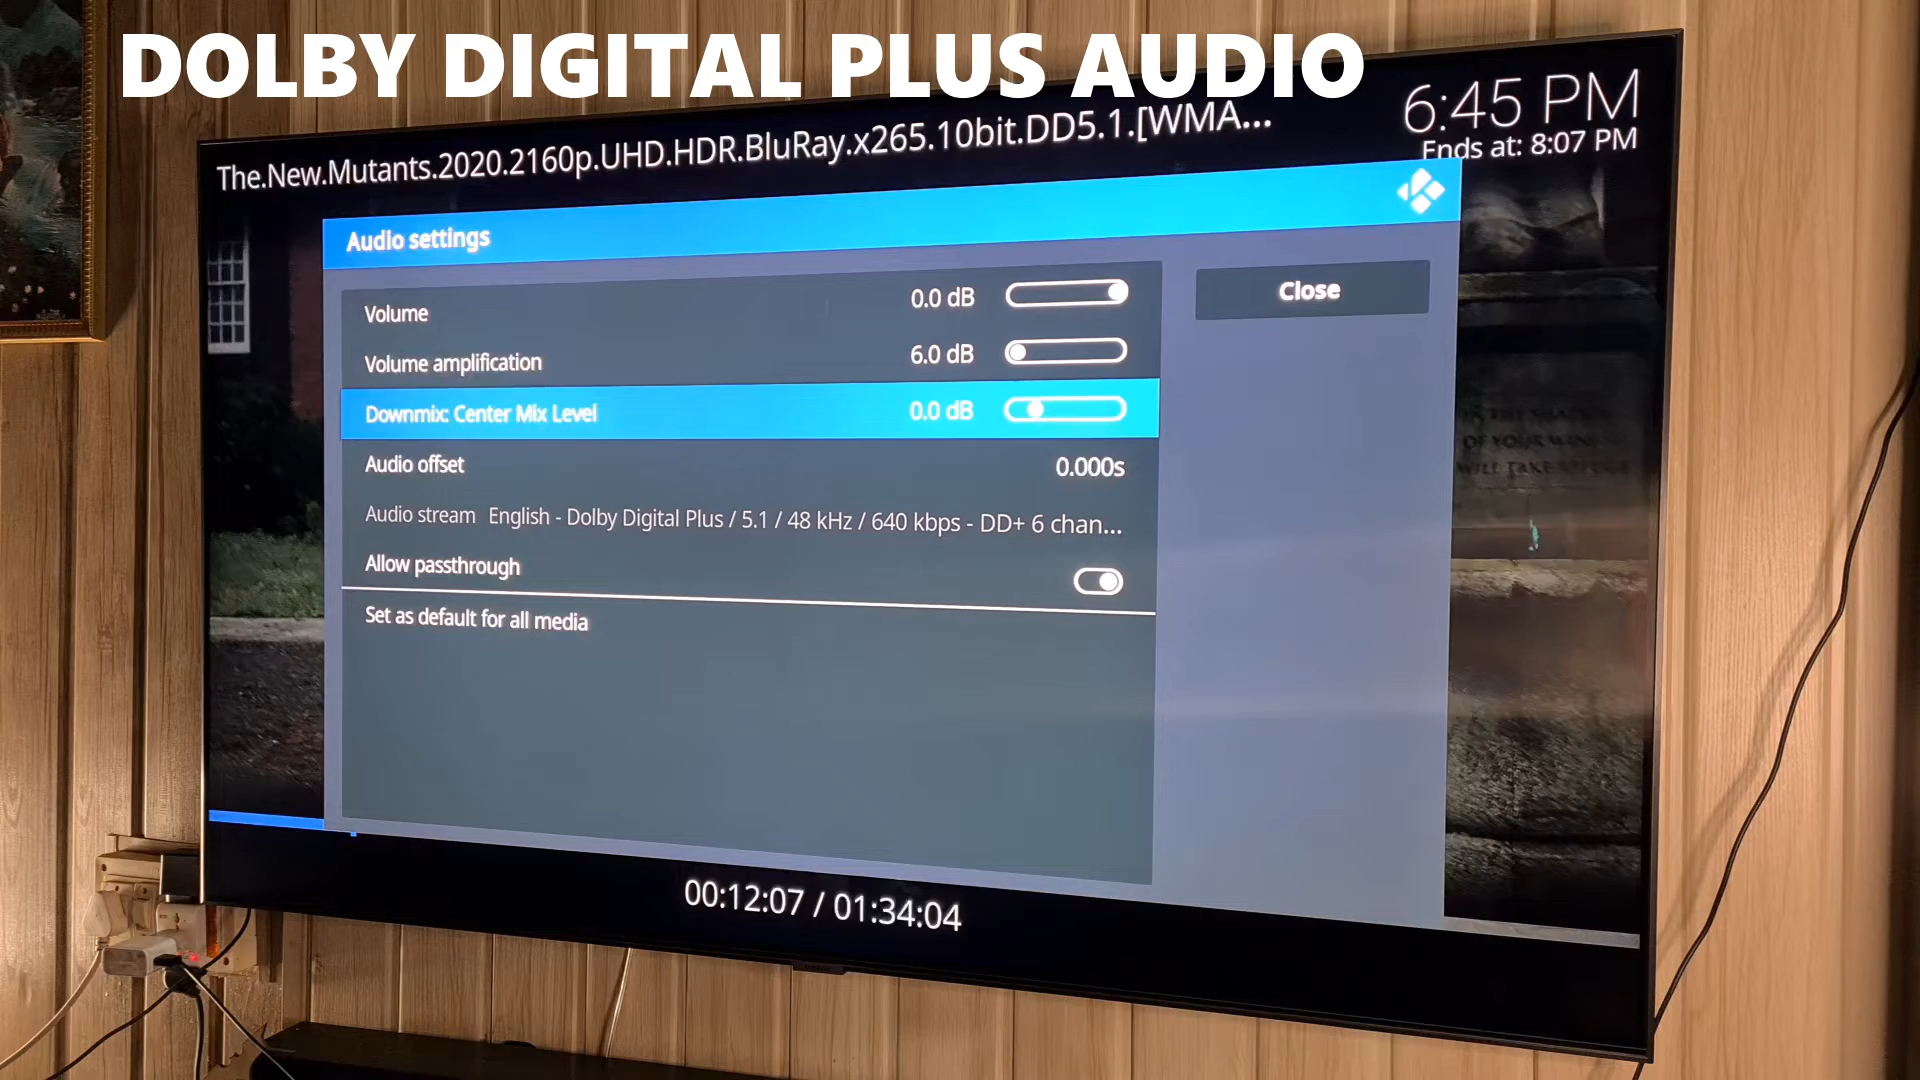 DOLBY DIGITAL PLUS AUDIO
The.New.Mutants.2020.2160p.UHD.HDR.BluRay.x265.10bit.DD5.1.[WMA...
6:45 PM
Ends at: 8:07 PM
Audio settings
Volume 0.0 dB
Close
Volume amplification 6.0 dB
Downmix: Center Mix Level 0.0 dB
Audio offset 0.000s
Audio stream English - Dolby Digital Plus / 5.1 / 48 kHz / 640 kbps - DD+ 6 chan...
Allow passthrough
Set as default for all media
OF YOUR
WILL TAKE
00:12:07 / 01:34:04